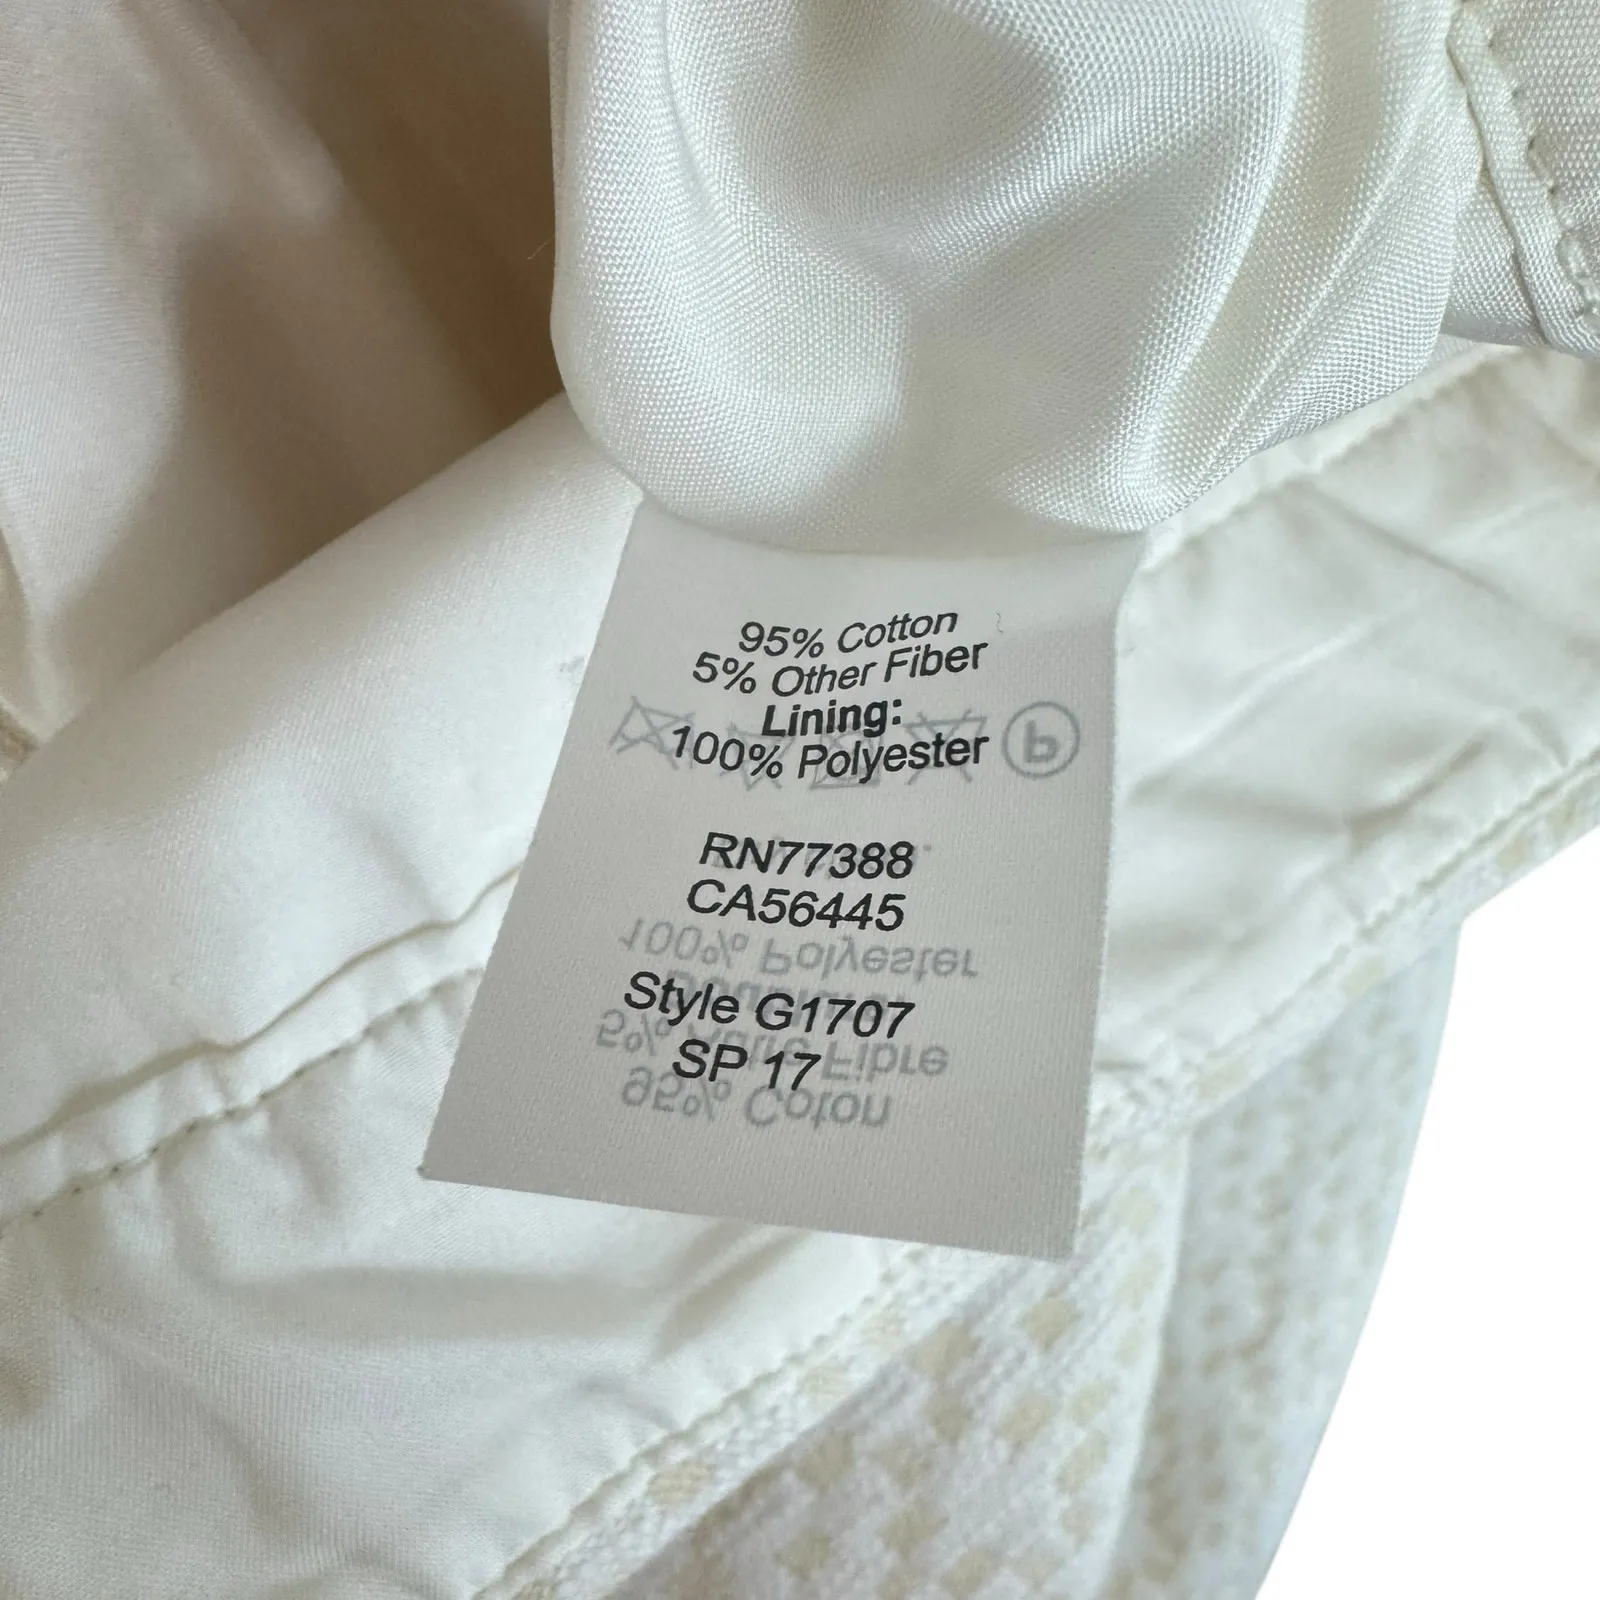 95% Cotton
5% Other Fiber
Lining:
100% Polyester
RN77388
CA56445
Style G1707
SP 17
100% Polyester
5% Autre Fibre
95% Coton